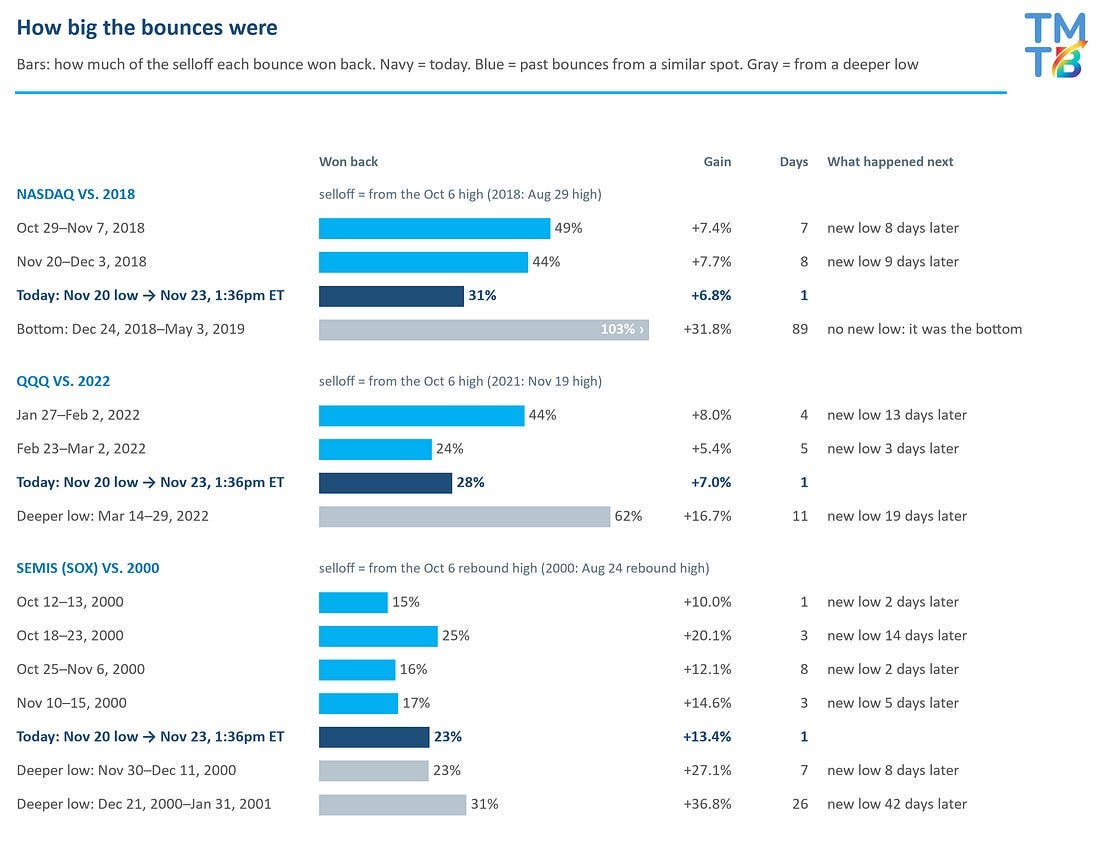 How big the bounces were
TM
TB
Bars: how much of the selloff each bounce won back. Navy = today. Blue = past bounces from a similar spot. Gray = from a deeper low
Won back Gain Days What happened next
NASDAQ VS. 2018 selloff = from the Oct 6 high (2018: Aug 29 high)
Oct 29–Nov 7, 2018 49% +7.4% 7 new low 8 days later
Nov 20–Dec 3, 2018 44% +7.7% 8 new low 9 days later
Today: Nov 20 low → Nov 23, 1:36pm ET 31% +6.8% 1
Bottom: Dec 24, 2018–May 3, 2019 103% › +31.8% 89 no new low: it was the bottom
QQQ VS. 2022 selloff = from the Oct 6 high (2021: Nov 19 high)
Jan 27–Feb 2, 2022 44% +8.0% 4 new low 13 days later
Feb 23–Mar 2, 2022 24% +5.4% 5 new low 3 days later
Today: Nov 20 low → Nov 23, 1:36pm ET 28% +7.0% 1
Deeper low: Mar 14–29, 2022 62% +16.7% 11 new low 19 days later
SEMIS (SOX) VS. 2000 selloff = from the Oct 6 rebound high (2000: Aug 24 rebound high)
Oct 12–13, 2000 15% +10.0% 1 new low 2 days later
Oct 18–23, 2000 25% +20.1% 3 new low 14 days later
Oct 25–Nov 6, 2000 16% +12.1% 8 new low 2 days later
Nov 10–15, 2000 17% +14.6% 3 new low 5 days later
Today: Nov 20 low → Nov 23, 1:36pm ET 23% +13.4% 1
Deeper low: Nov 30–Dec 11, 2000 23% +27.1% 7 new low 8 days later
Deeper low: Dec 21, 2000–Jan 31, 2001 31% +36.8% 26 new low 42 days later